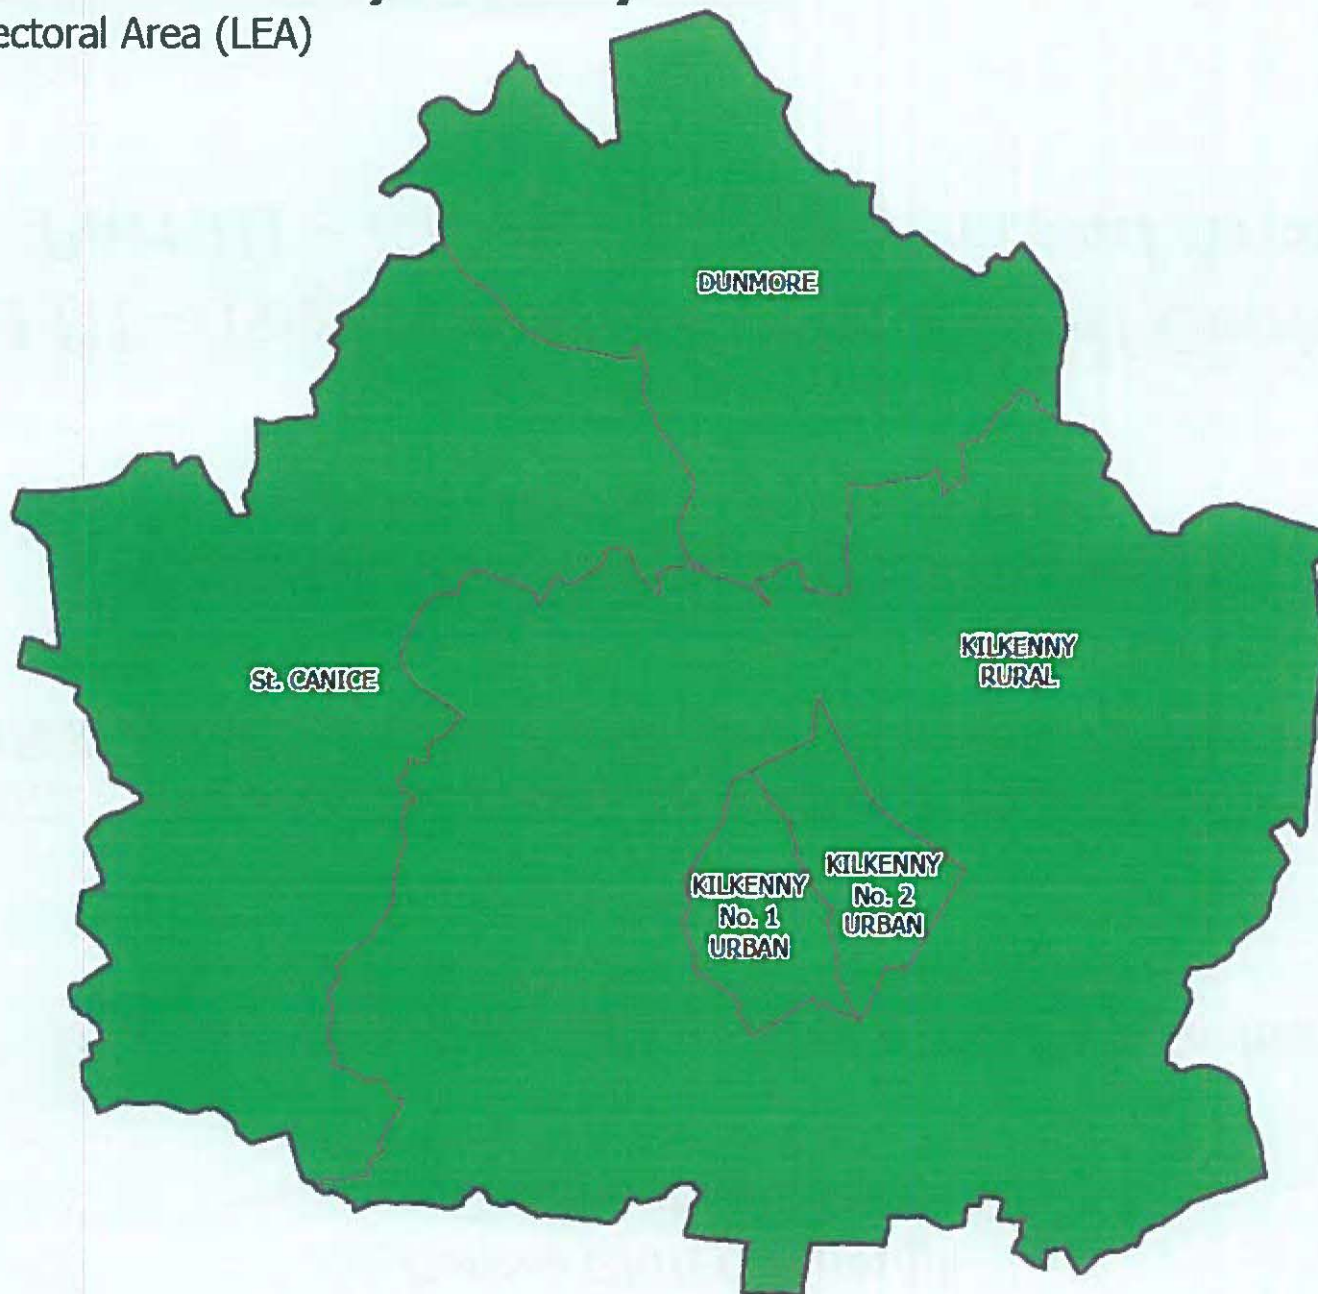 ectoral Area (LEA)
DUNMORE
KILKENNY
RURAL
St. CANICE
KILKENNY
No. 2
URBAN
KILKENNY
No. 1
URBAN